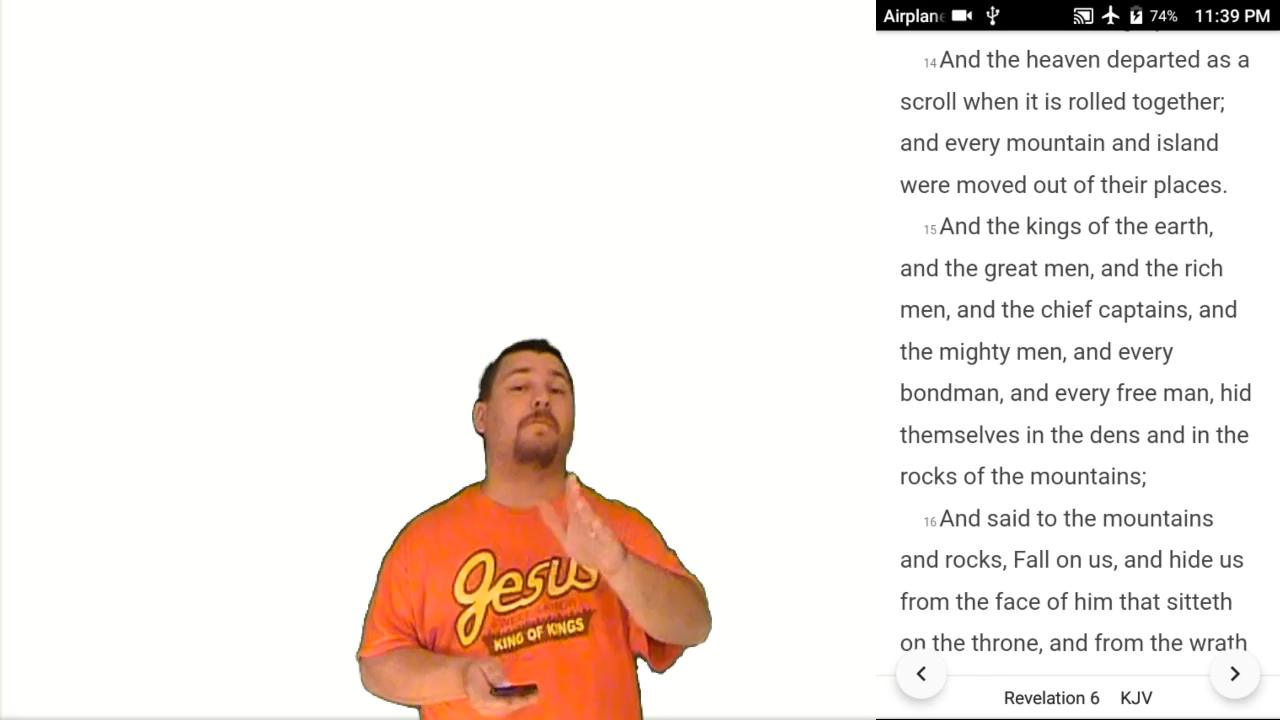 Airplan
74%
11:39 PM
14 And the heaven departed as a
scroll when it is rolled together;
and every mountain and island
were moved out of their places.
15 And the kings of the earth,
and the great men, and the rich
men, and the chief captains, and
the mighty men, and every
bondman, and every free man, hid
themselves in the dens and in the
rocks of the mountains;
16 And said to the mountains
and rocks, Fall on us, and hide us
from the face of him that sitteth
on the throne, and from the wrath
Revelation 6 KJV
Jesus
KING OF KINGS